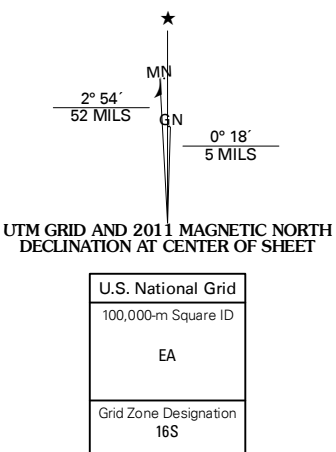 ★
MN
2° 54´
52 MILS
GN
0° 18´
5 MILS
UTM GRID AND 2011 MAGNETIC NORTH
DECLINATION AT CENTER OF SHEET
U.S. National Grid
100,000-m Square ID
EA
Grid Zone Designation
16S